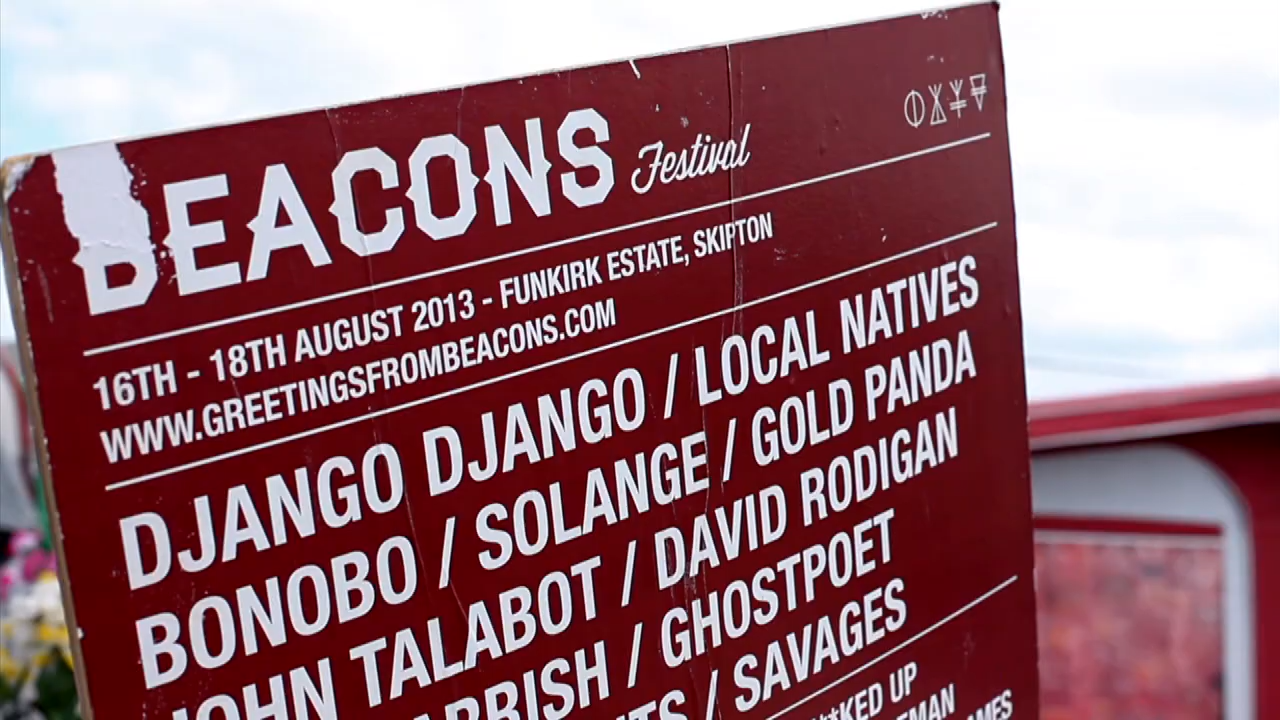 BEACONS Festival
16TH - 18TH AUGUST 2013 - FUNKIRK ESTATE, SKIPTON
WWW.GREETINGSFROMBEACONS.COM
DJANGO DJANGO / LOCAL NATIVES
BONOBO / SOLANGE / GOLD PANDA
JOHN TALABOT / DAVID RODIGAN
/ GHOSTPOET
/ SAVAGES
UP